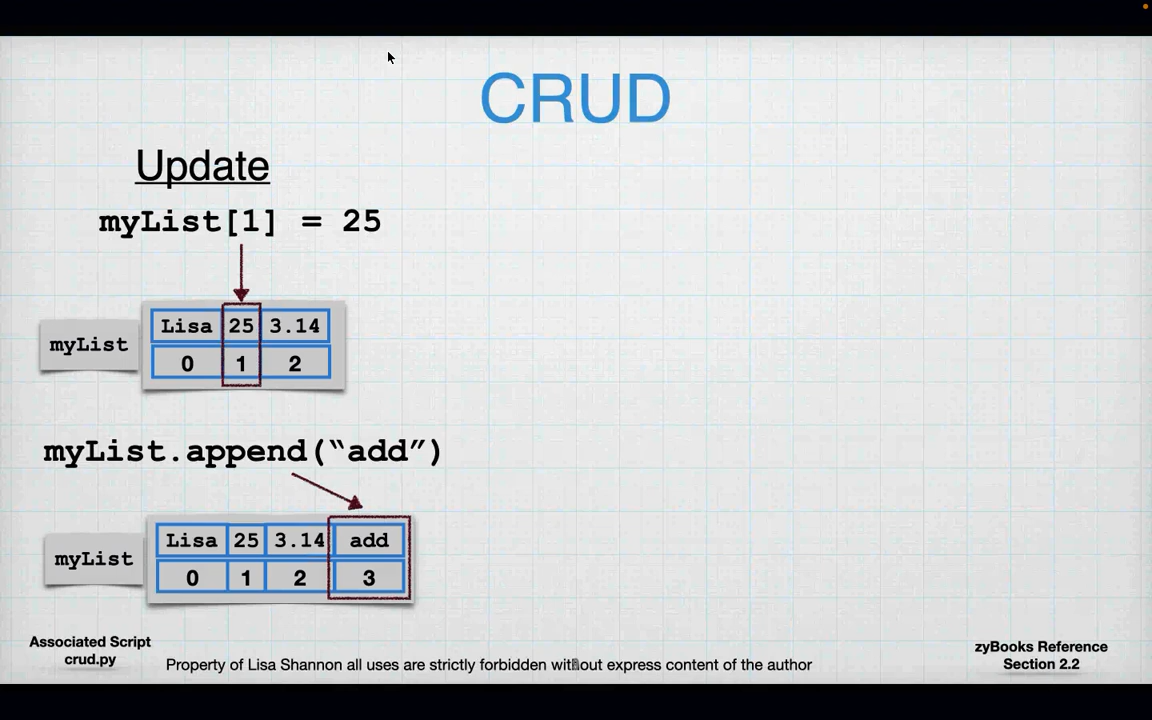 CRUD
Update
myList[1] = 25
myList
Lisa 25 3.14
0 1 2
myList.append(“add”)
myList
Lisa 25 3.14 add
0 1 2 3
Associated Script
crud.py
Property of Lisa Shannon all uses are strictly forbidden without express content of the author
zyBooks Reference
Section 2.2